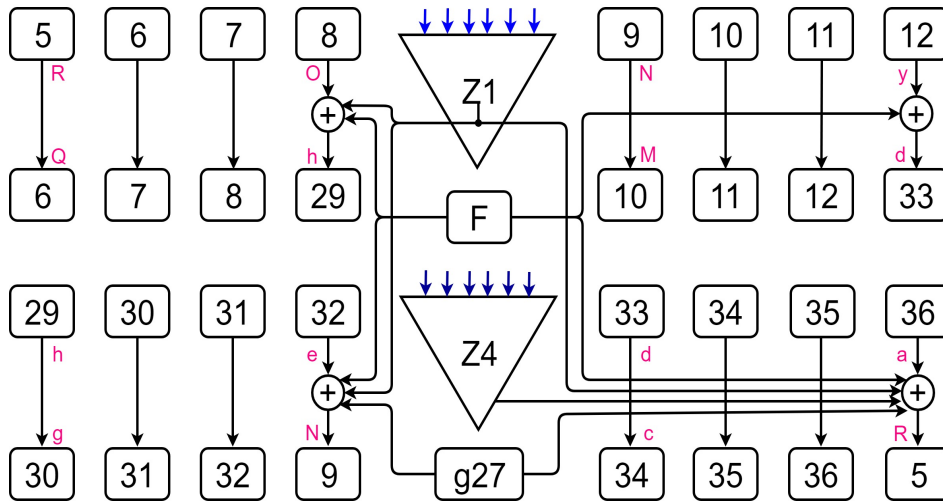 5 6 7 8 9 10 11 12
R O N y
Z1
+ +
Q h M d
6 7 8 29 10 11 12 33
F
29 30 31 32 33 34 35 36
h e d a
Z4
+ +
g N c R
30 31 32 9 g27 34 35 36 5